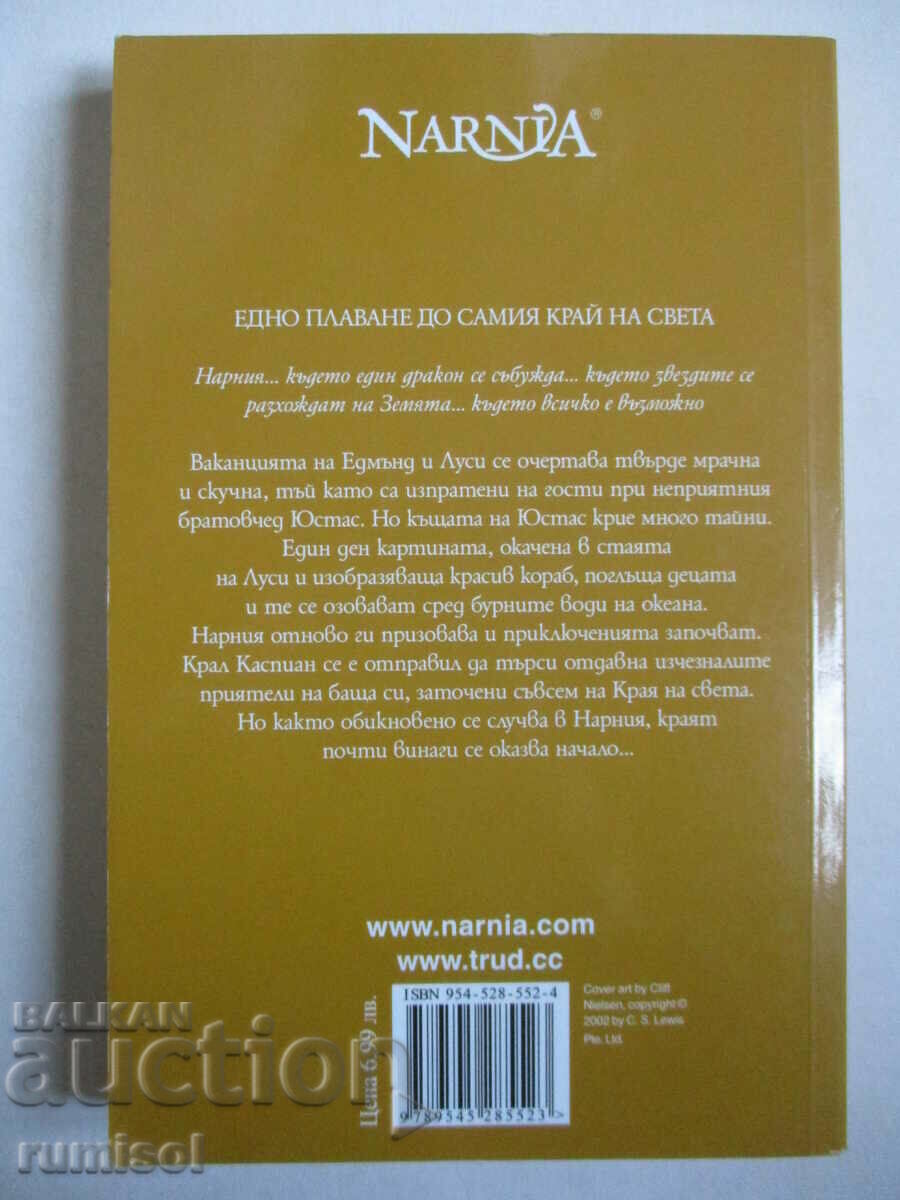 NARNIA®
ЕДНО ПЛАВАНЕ ДО САМИЯ КРАЙ НА СВЕТА
Нарния... където един дракон се събужда... където звездите се
разхождат на Земята... където всичко е възможно
Ваканцията на Едмънд и Луси се очертава твърде мрачна
и скучна, тъй като са изпратени на гости при неприятния
братовчед Юстас. Но къщата на Юстас крие много тайни.
Един ден картината, окачена в стаята
на Луси и изобразяваща красив кораб, поглъща децата
и те се озовават сред бурните води на океана.
Нарния отново ги призовава и приключенията започват.
Крал Каспиан се е отправил да търси отдавна изчезналите
приятели на баща си, заточени съвсем на Края на света.
Но както обикновено се случва в Нарния, краят
почти винаги се оказва начало...
www.narnia.com
www.trud.cc
Цена 6.99 лв.
ISBN 954-528-552-4
9 789545 285523 >
Cover art by Cliff
Nielsen, copyright ©
2002 by C. S. Lewis
Pte. Ltd.
BALKAN
auction
rumisol